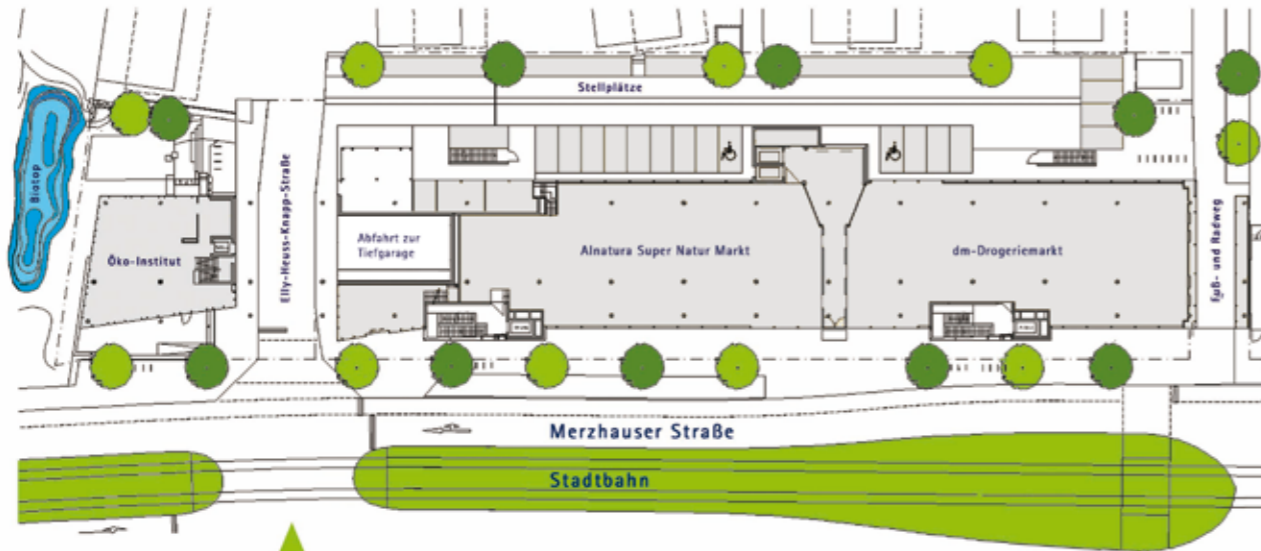 Stellplätze
Biotop
Öko-Institut
Elly-Heuss-Knapp-Straße
Abfahrt zur
Tiefgarage
Alnatura Super Natur Markt
dm-Drogeriemarkt
Fuß- und Radweg
Merzhauser Straße
Stadtbahn